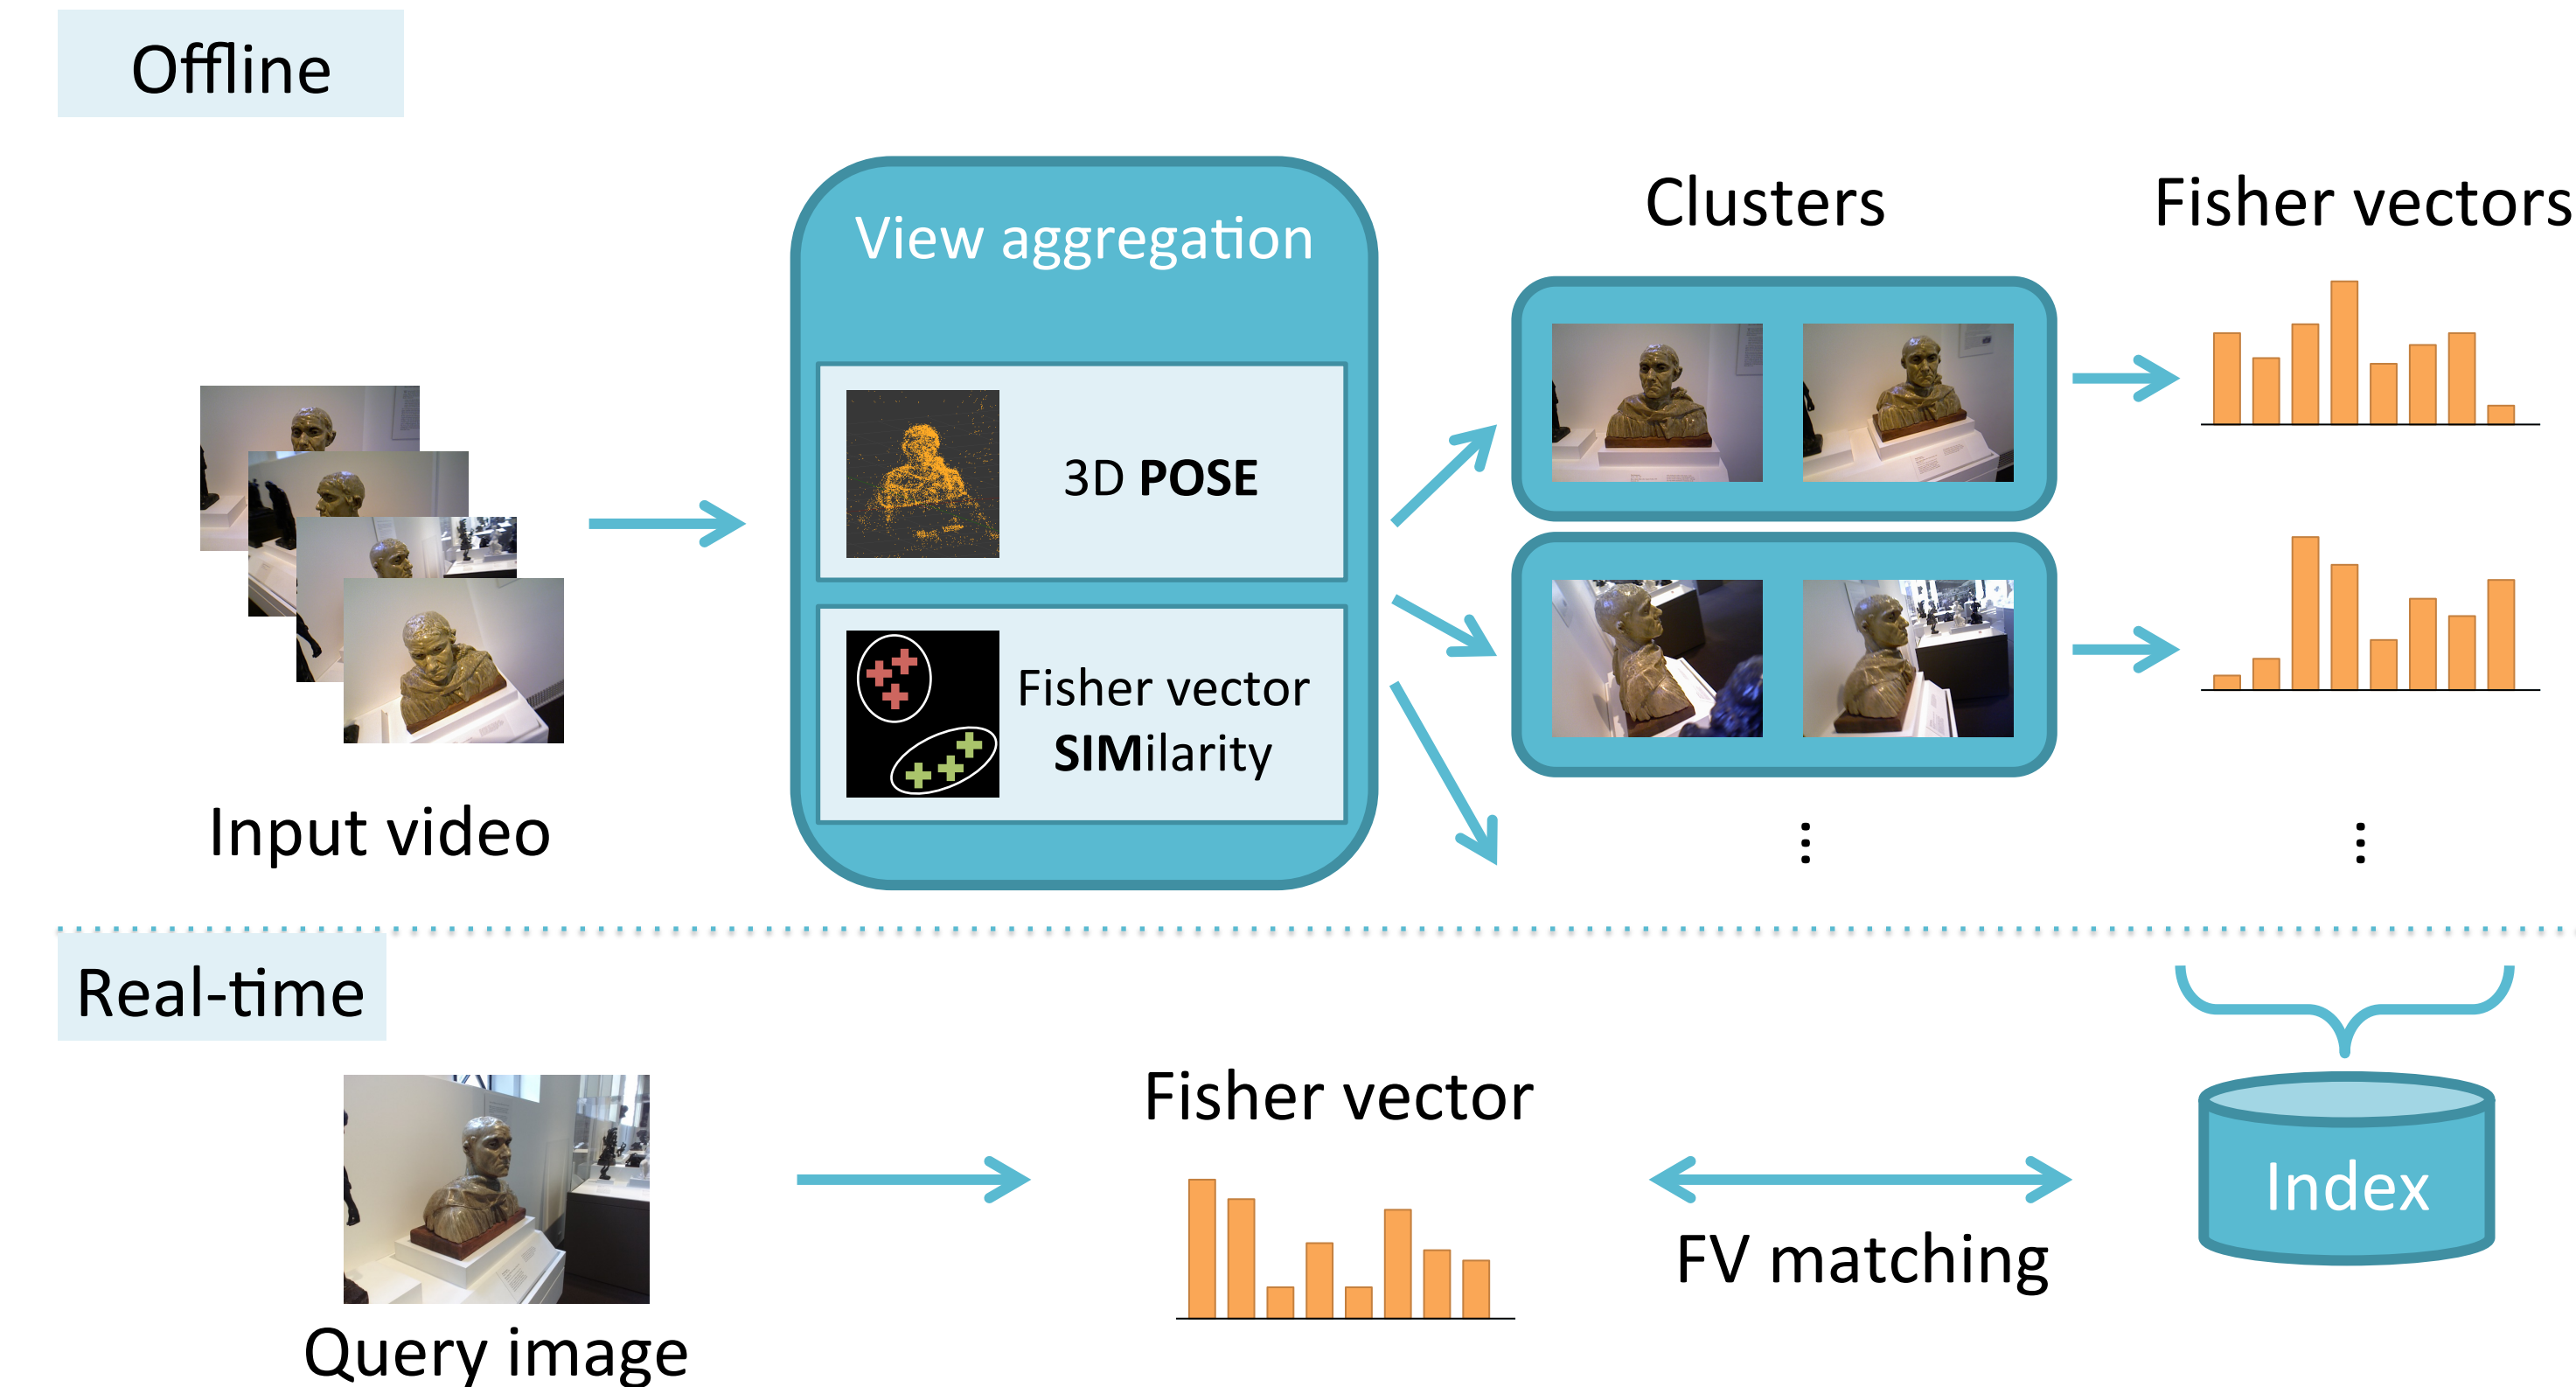 Offline
View aggregation
Clusters
Fisher vectors
3D POSE
Fisher vector
SIMilarity
Input video
Real-time
Fisher vector
Index
FV matching
Query image